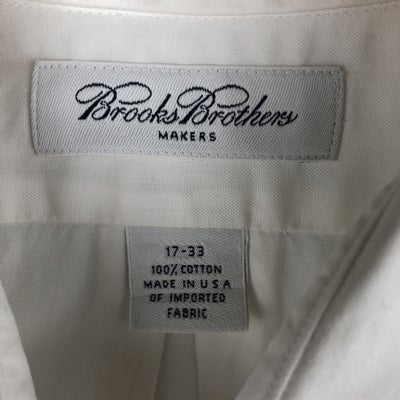 Brooks Brothers
MAKERS
17-33
100% COTTON
MADE IN U S A
OF IMPORTED
FABRIC